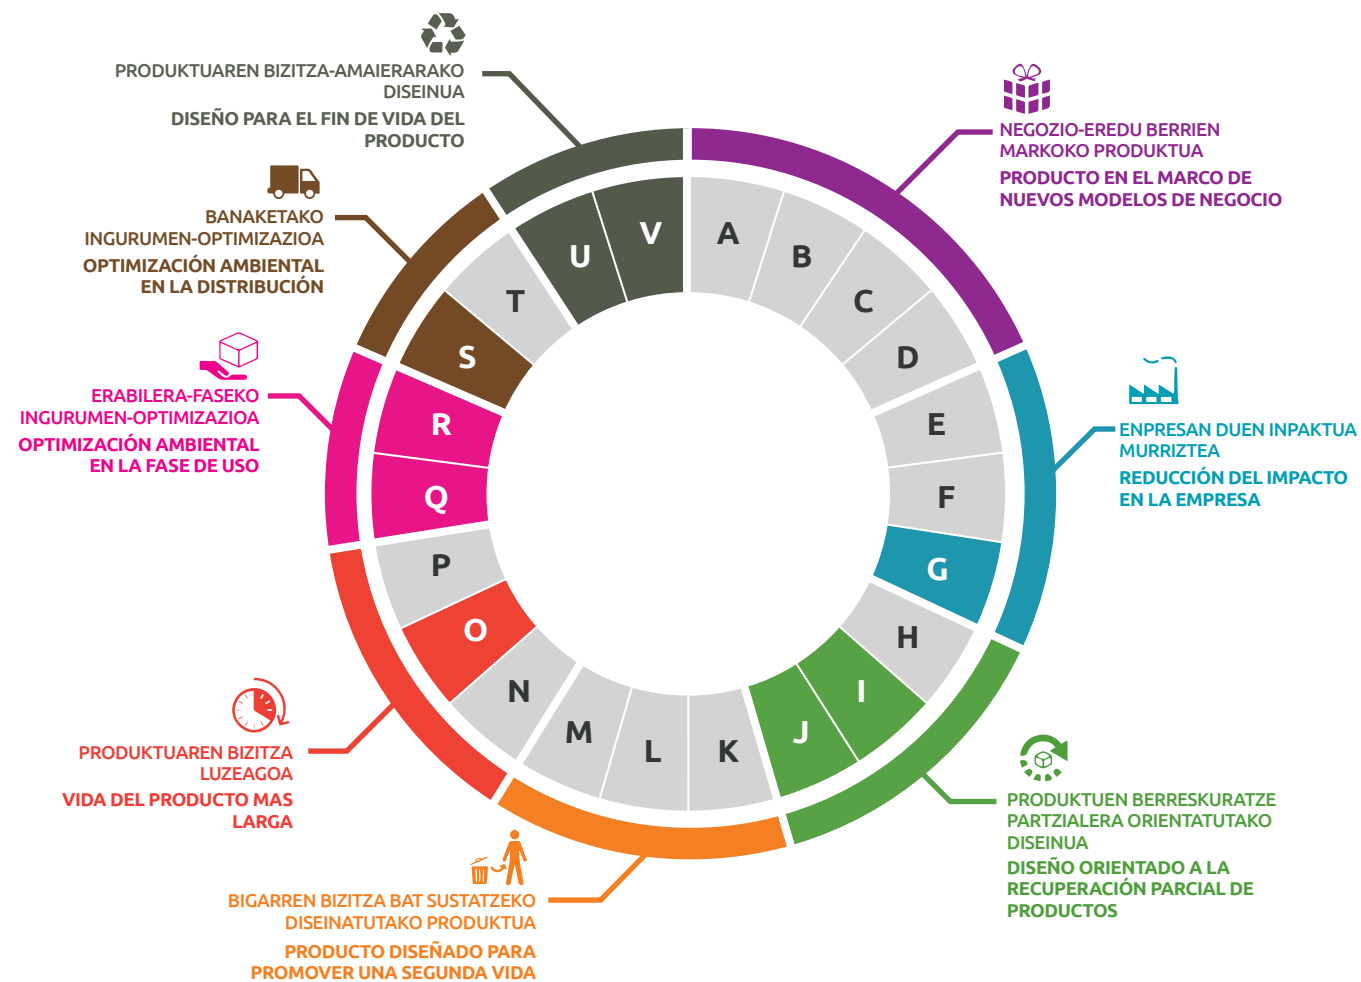 PRODUKTUAREN BIZITZA-AMAIERARAKO
DISEINUA
DISEÑO PARA EL FIN DE VIDA DEL
PRODUCTO
NEGOZIO-EREDU BERRIEN
MARKOKO PRODUKTUA
PRODUCTO EN EL MARCO DE
NUEVOS MODELOS DE NEGOCIO
BANAKETAKO
INGURUMEN-OPTIMIZAZIOA
OPTIMIZACIÓN AMBIENTAL
EN LA DISTRIBUCIÓN
ERABILERA-FASEKO
INGURUMEN-OPTIMIZAZIOA
OPTIMIZACIÓN AMBIENTAL
EN LA FASE DE USO
ENPRESAN DUEN INPAKTUA
MURRIZTEA
REDUCCIÓN DEL IMPACTO
EN LA EMPRESA
A
B
C
D
E
F
G
H
I
J
K
L
M
N
O
P
Q
R
S
T
U
V
PRODUKTUAREN BIZITZA
LUZEAGOA
VIDA DEL PRODUCTO MAS
LARGA
PRODUKTUEN BERRESKURATZE
PARTZIALERA ORIENTATUTAKO
DISEINUA
DISEÑO ORIENTADO A LA
RECUPERACIÓN PARCIAL DE
PRODUCTOS
BIGARREN BIZITZA BAT SUSTATZEKO
DISEINATUTAKO PRODUKTUA
PRODUCTO DISEÑADO PARA
PROMOVER UNA SEGUNDA VIDA